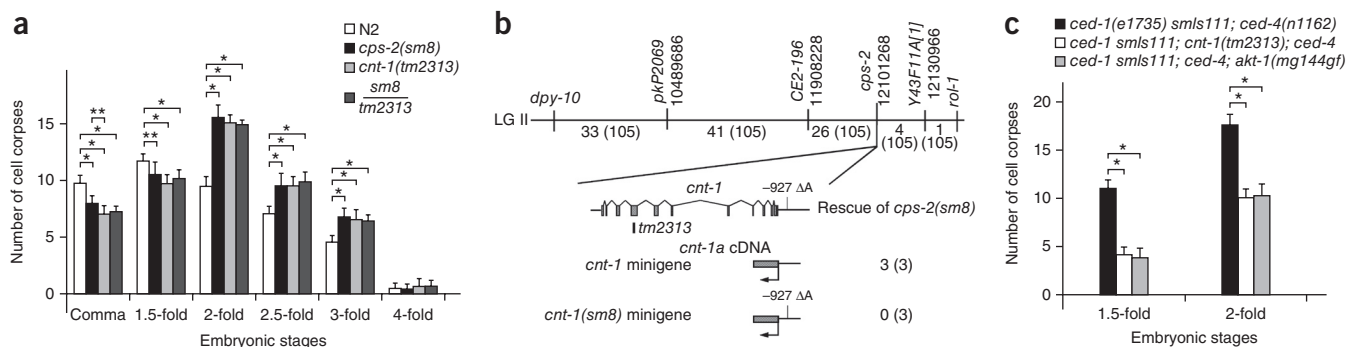 a
N2
cps-2(sm8)
cnt-1(tm2313)
sm8
tm2313
Number of cell corpses
15
10
5
0
** * *
* ** *
* * *
* * *
* * *
Comma 1.5-fold 2-fold 2.5-fold 3-fold 4-fold
Embryonic stages
b
dpy-10
pkP2069
10489686
CE2-196
11908228
cps-2
12101268
Y43F11A[1]
12130966
rol-1
LG II
33 (105) 41 (105) 26 (105) 4 (105) 1 (105)
cnt-1
–927 ΔA
Rescue of cps-2(sm8)
tm2313
cnt-1a cDNA
cnt-1 minigene 3 (3)
–927 ΔA
cnt-1(sm8) minigene 0 (3)
c
ced-1(e1735) smIs111; ced-4(n1162)
ced-1 smIs111; cnt-1(tm2313); ced-4
ced-1 smIs111; ced-4; akt-1(mg144gf)
Number of cell corpses
20
15
10
5
0
* *
* *
1.5-fold 2-fold
Embryonic stages